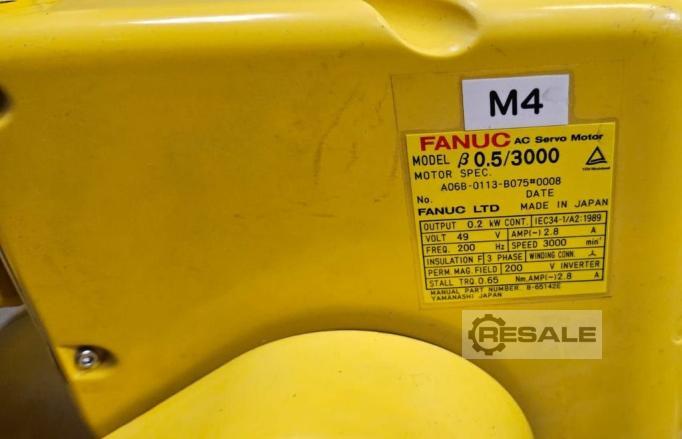 M4
FANUC AC Servo Motor
MODEL β 0.5/3000
MOTOR SPEC.
A06B-0113-B075#0008
No. DATE
FANUC LTD MADE IN JAPAN
OUTPUT 0.2 kW CONT. IEC34-1/A2:1989
VOLT 49 V AMP(~) 2.8 A
FREQ. 200 Hz SPEED 3000 min⁻¹
INSULATION F 3 PHASE WINDING CONN. 人
PERM. MAG. FIELD 200 V INVERTER
STALL TRQ. 0.65 Nm. AMP(~) 2.8 A
MANUAL PART NUMBER. B-65142E
YAMANASHI JAPAN
RESALE